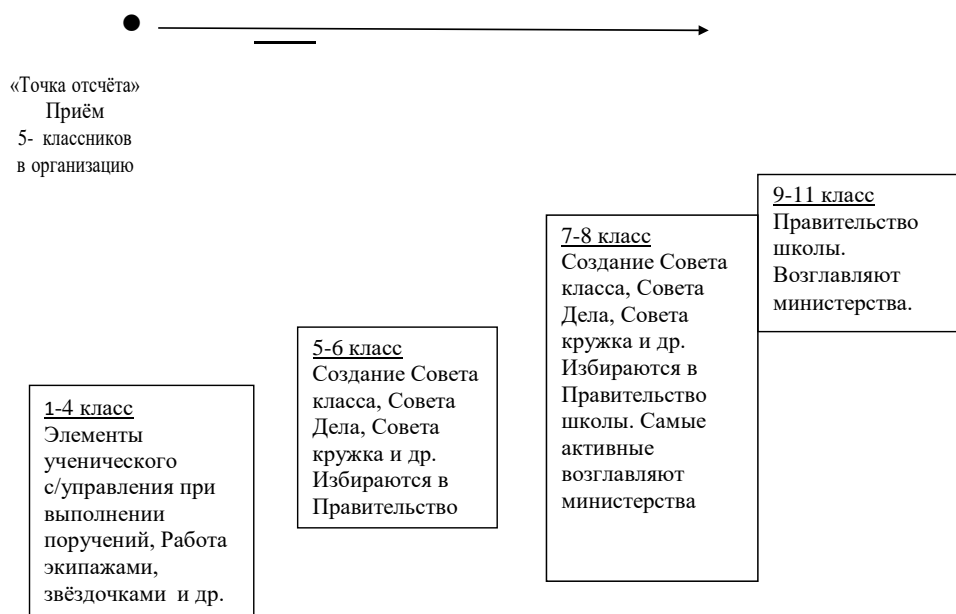 «Точка отсчёта»
Приём
5- классников
в организацию
1-4 класс
Элементы
ученического
с/управления при
выполнении
поручений, Работа
экипажами,
звёздочками и др.
5-6 класс
Создание Совета
класса, Совета
Дела, Совета
кружка и др.
Избираются в
Правительство
7-8 класс
Создание Совета
класса, Совета
Дела, Совета
кружка и др.
Избираются в
Правительство
школы. Самые
активные
возглавляют
министерства
9-11 класс
Правительство
школы.
Возглавляют
министерства.